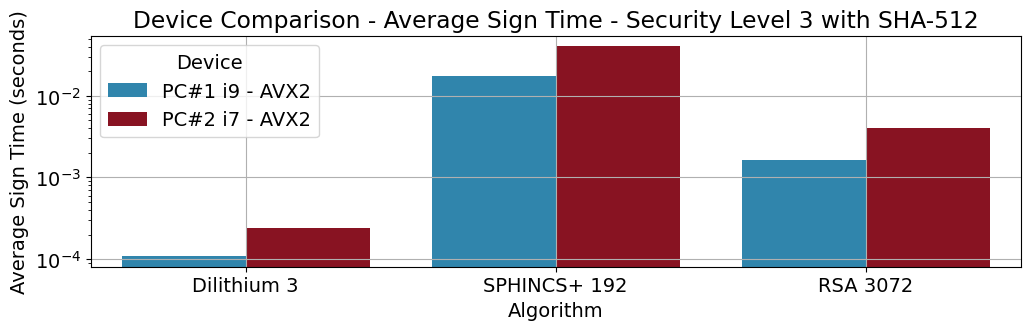 Device Comparison - Average Sign Time - Security Level 3 with SHA-512
Average Sign Time (seconds)
10⁻²
10⁻³
10⁻⁴
Device
PC#1 i9 - AVX2
PC#2 i7 - AVX2
Dilithium 3
SPHINCS+ 192
RSA 3072
Algorithm